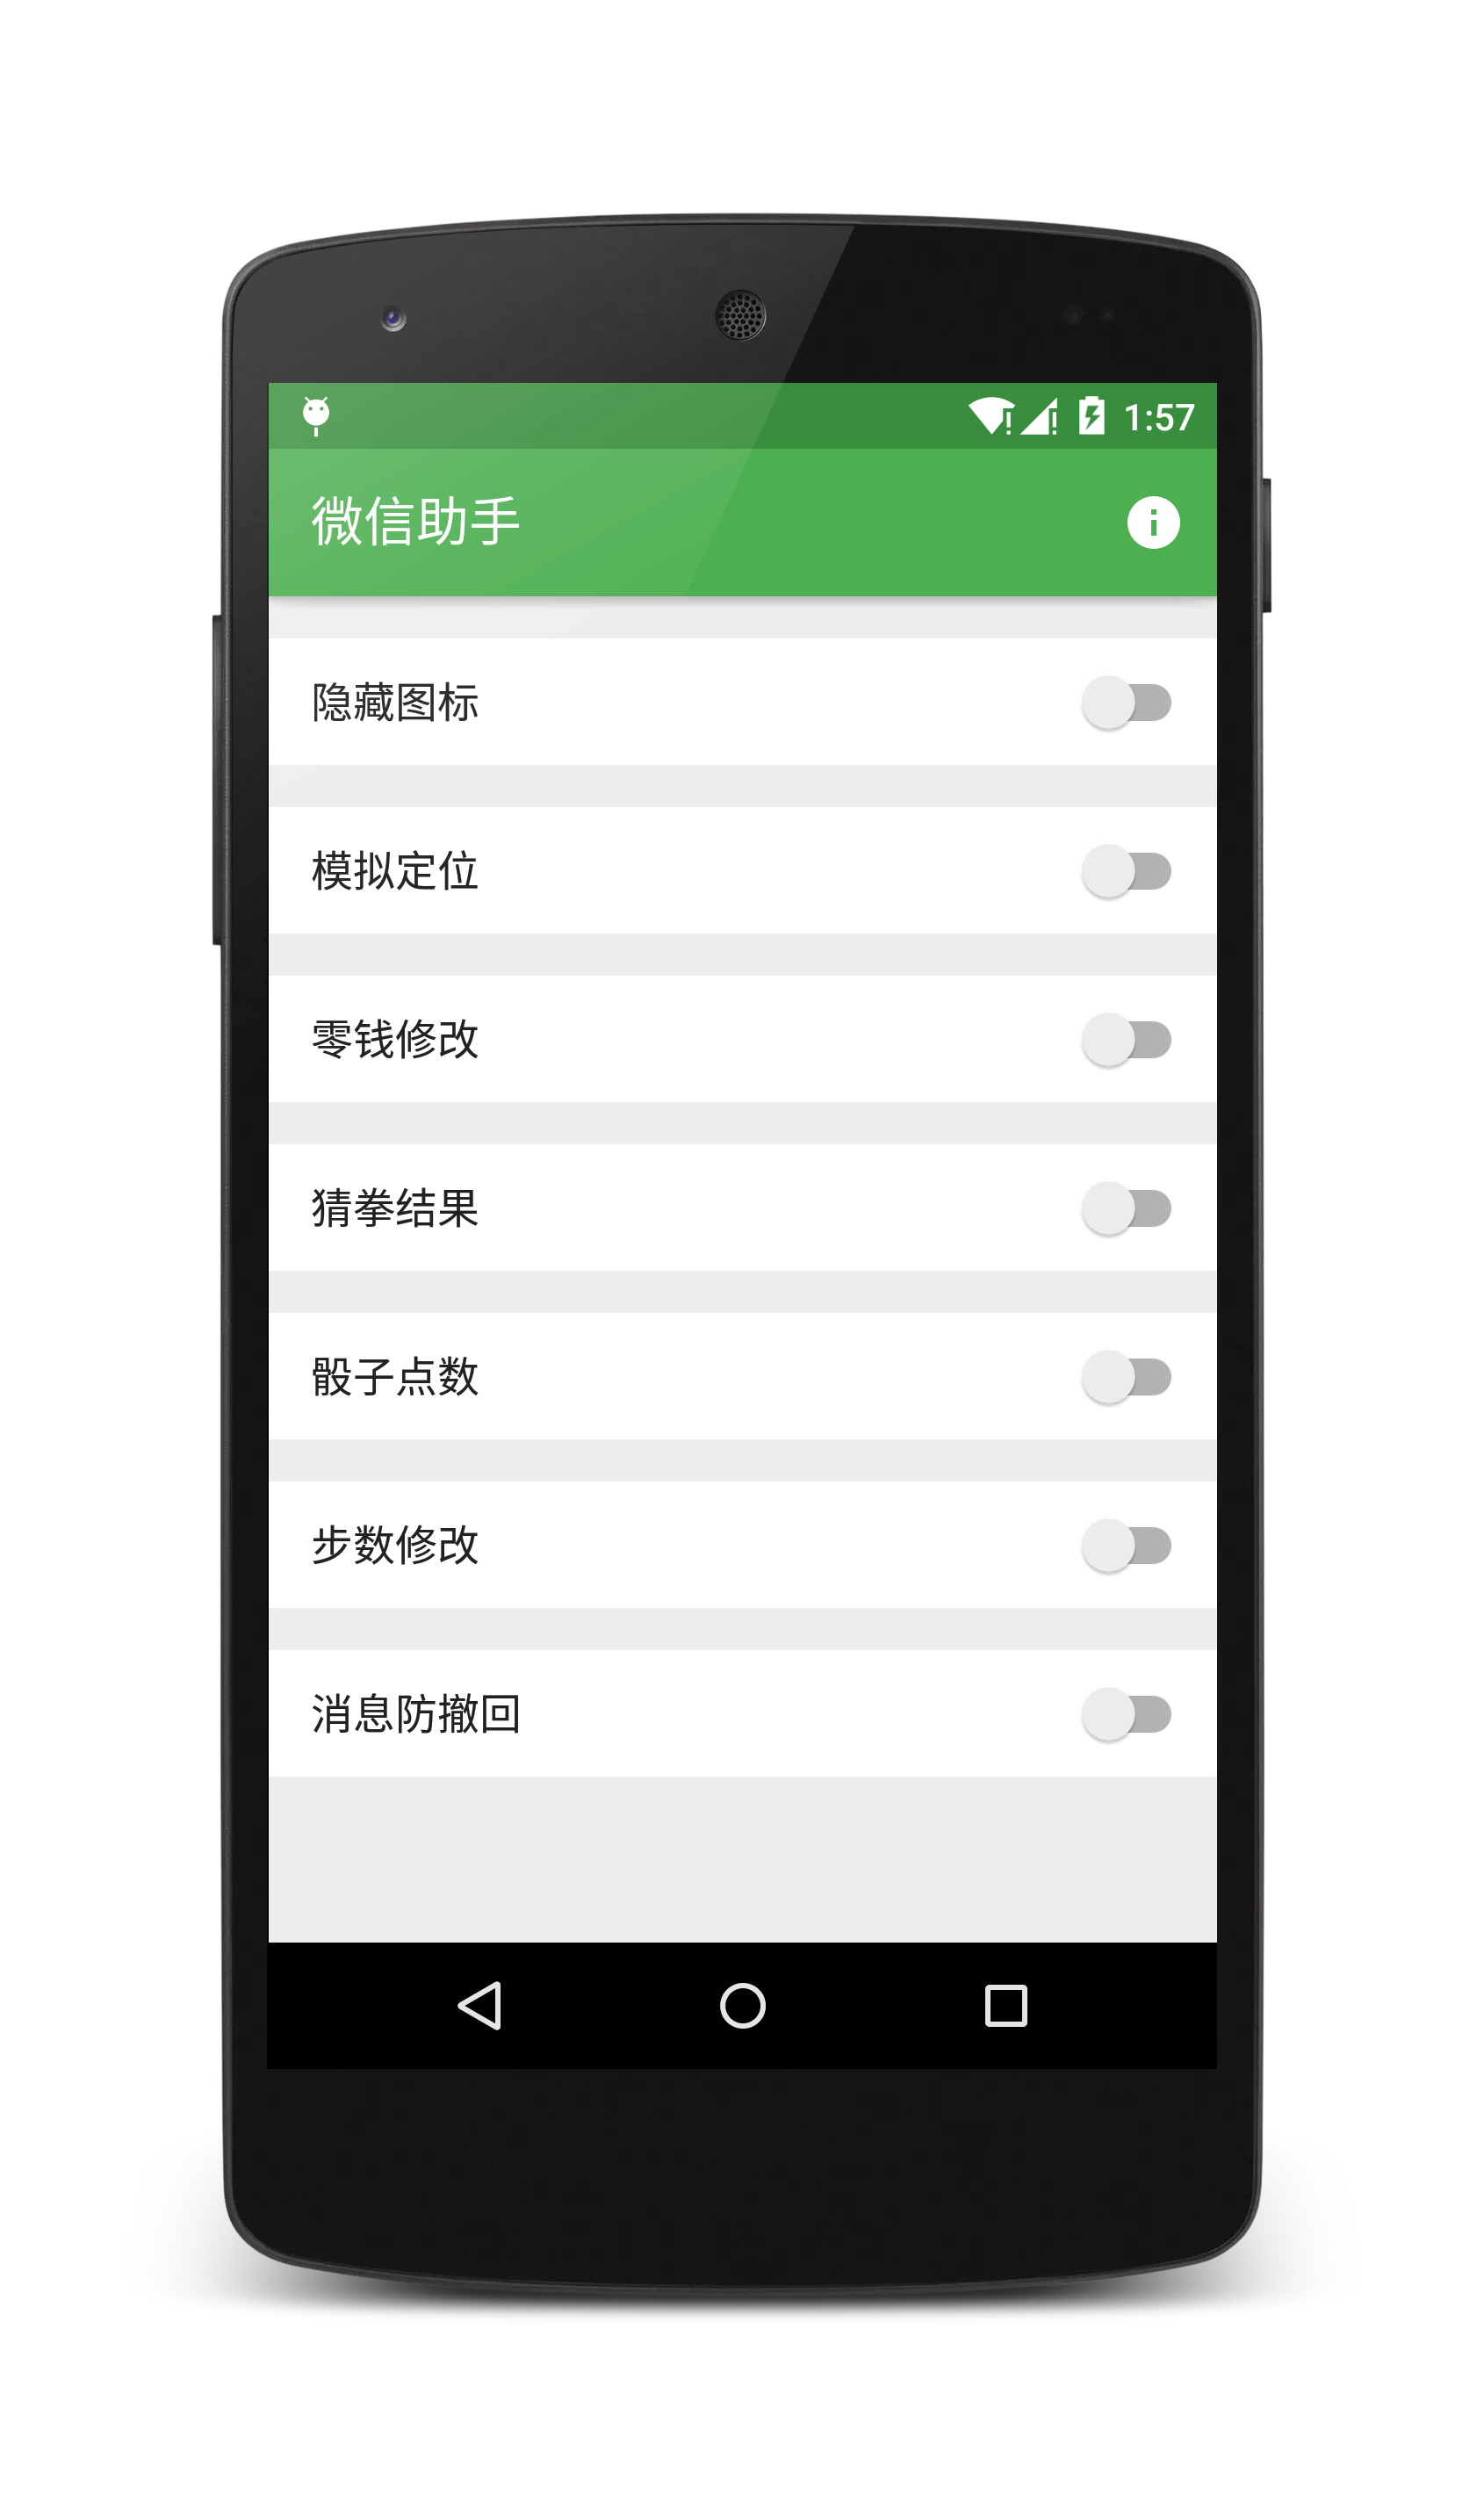 1:57
微信助手
隐藏图标
模拟定位
零钱修改
猜拳结果
骰子点数
步数修改
消息防撤回